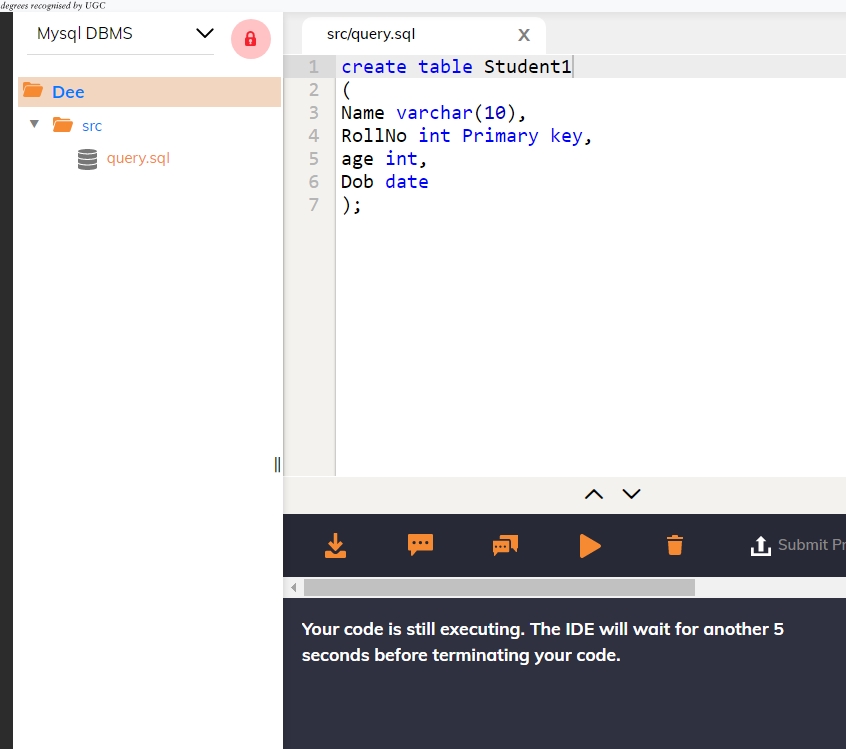 degrees recognised by UGC
Mysql DBMS
Dee
src
query.sql
src/query.sql X
1 create table Student1
2 (
3 Name varchar(10),
4 RollNo int Primary key,
5 age int,
6 Dob date
7 );
Submit Pr
Your code is still executing. The IDE will wait for another 5
seconds before terminating your code.